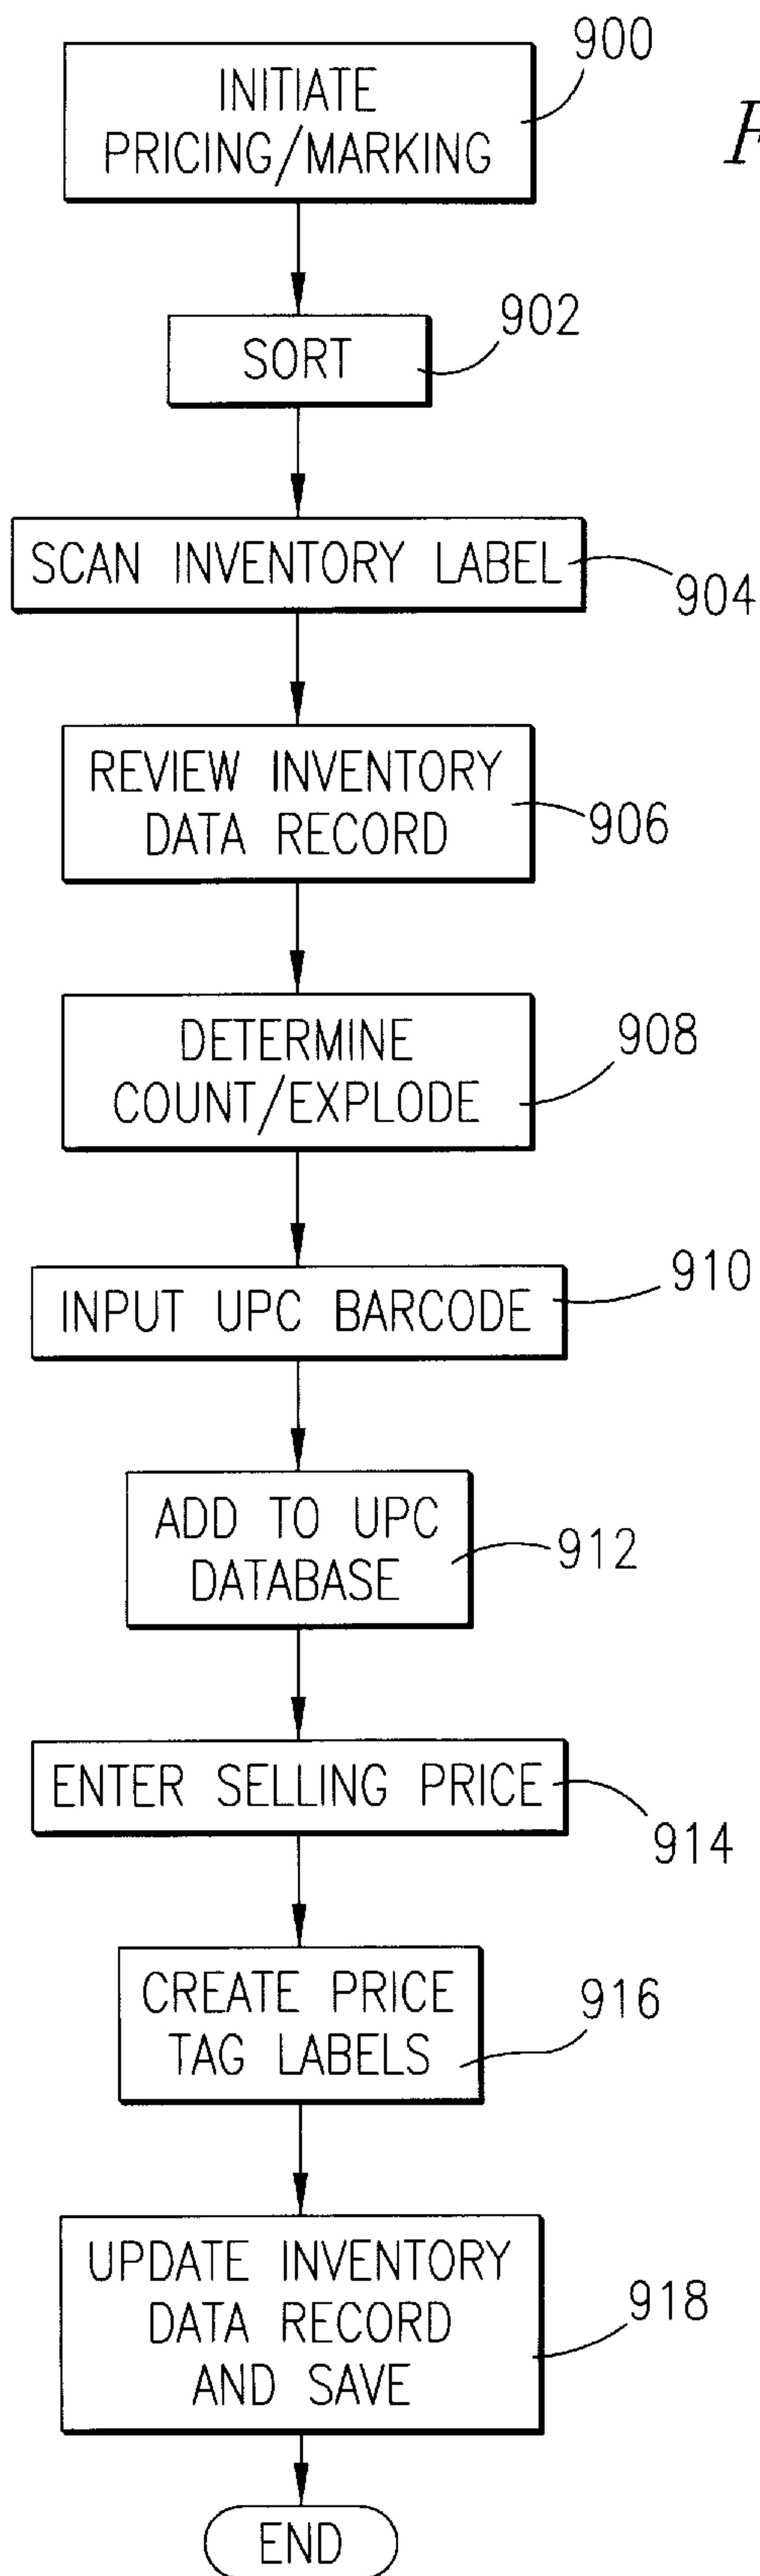 900
INITIATE
PRICING/MARKING
F
902
SORT
SCAN INVENTORY LABEL
904
REVIEW INVENTORY
DATA RECORD
906
DETERMINE
COUNT/EXPLODE
908
910
INPUT UPC BARCODE
ADD TO UPC
DATABASE
912
ENTER SELLING PRICE
914
CREATE PRICE
TAG LABELS
916
UPDATE INVENTORY
DATA RECORD
AND SAVE
918
END